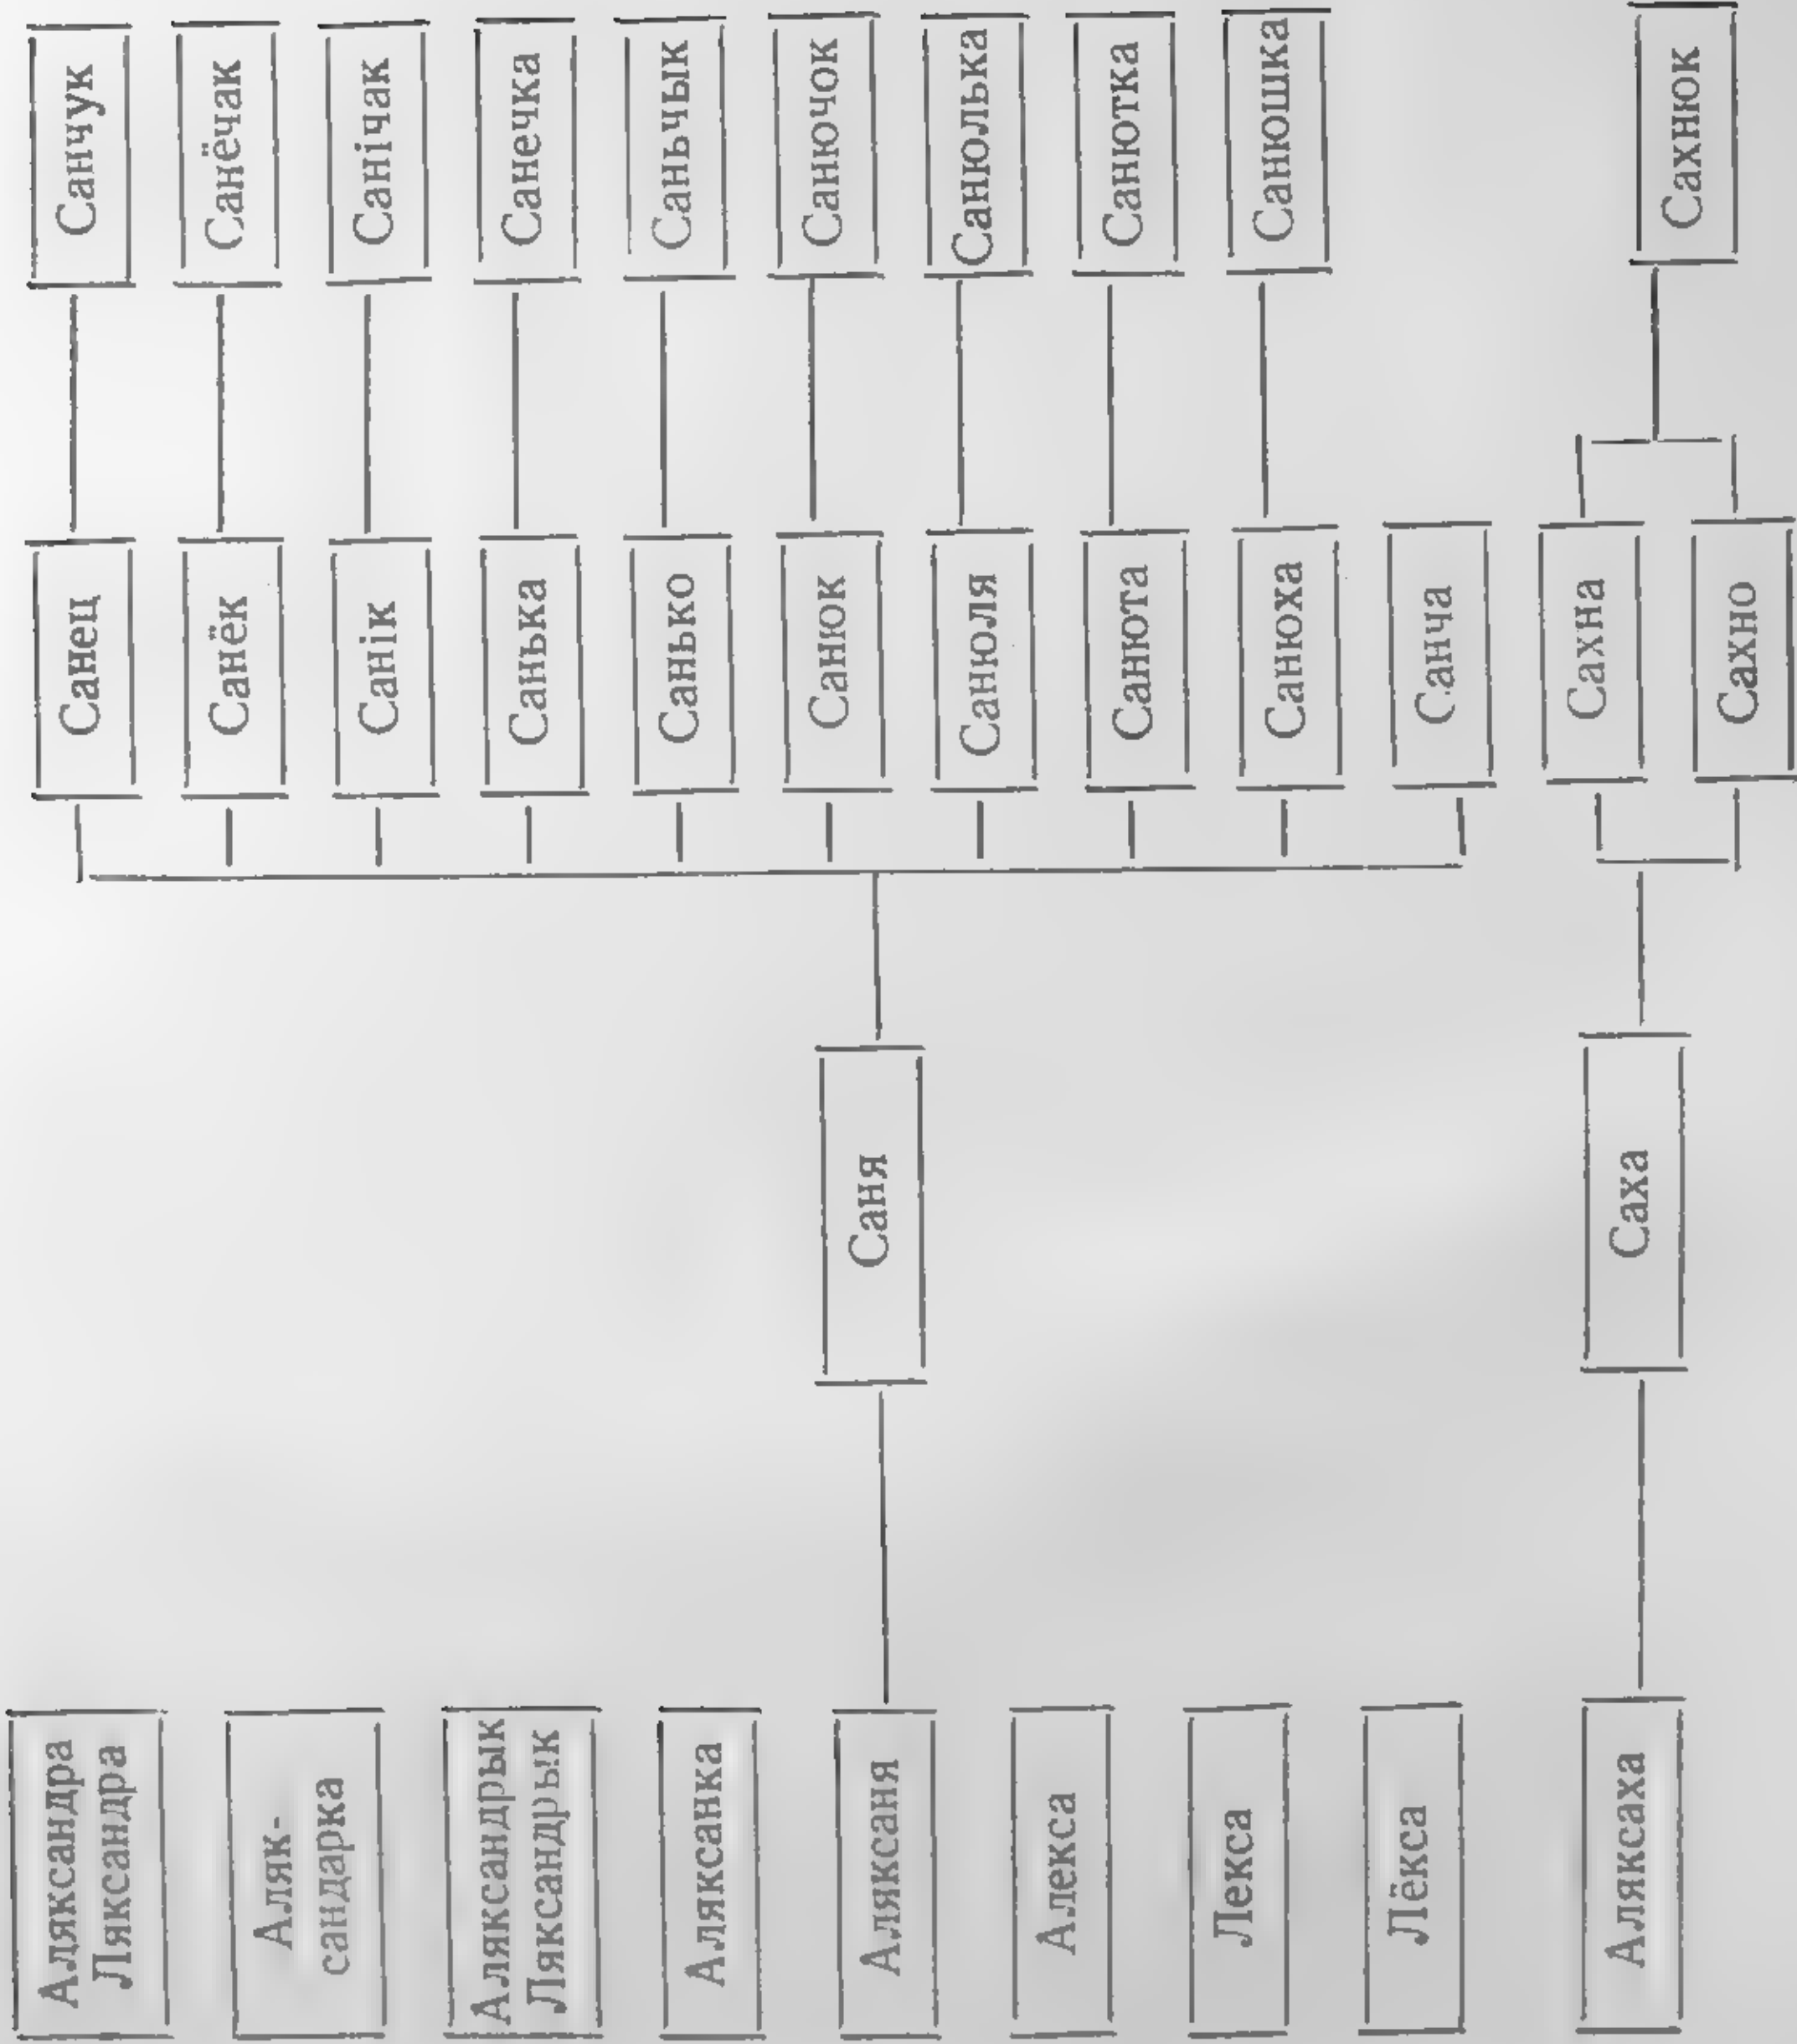 Аляксандра
Ляксандра
Аляк-
сандарка
Аляксандрык
Ляксандрык
Аляксанка
Аляксаня
Алекса
Лекса
Лёкса
Аляксаха
Саня
Саха
Санец
Санёк
Санік
Санька
Санько
Санюк
Санюля
Санюта
Санюха
Санча
Сахна
Сахно
Санчук
Санёчак
Санічак
Санечка
Саньчык
Санючок
Санюлька
Санютка
Санюшка
Сахнюк